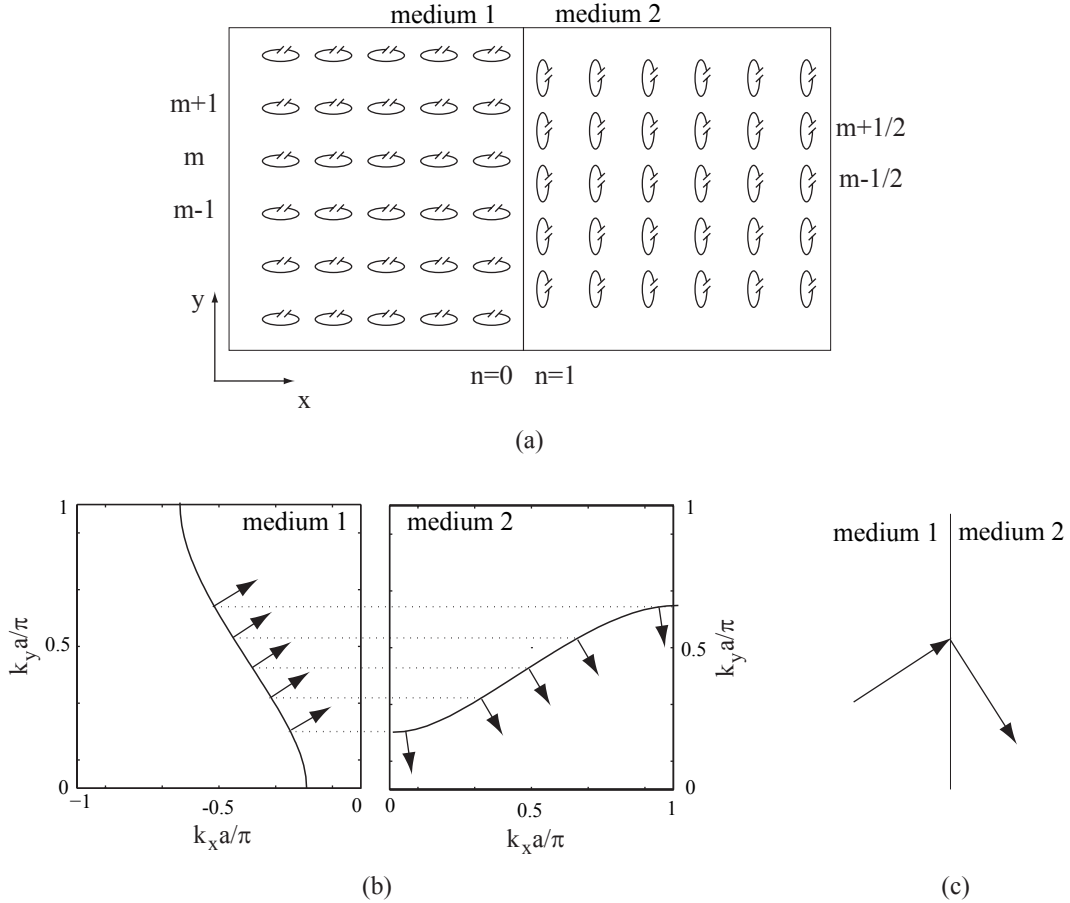 medium 1 medium 2
m+1
m
m-1
m+1/2
m-1/2
y
x
n=0 n=1
(a)
1
0.5
0
k_y a/π
medium 1
−1
-0.5
0
k_x a/π
medium 2
0
0.5
1
k_x a/π
1
0.5
0
k_y a/π
(b)
medium 1 medium 2
(c)